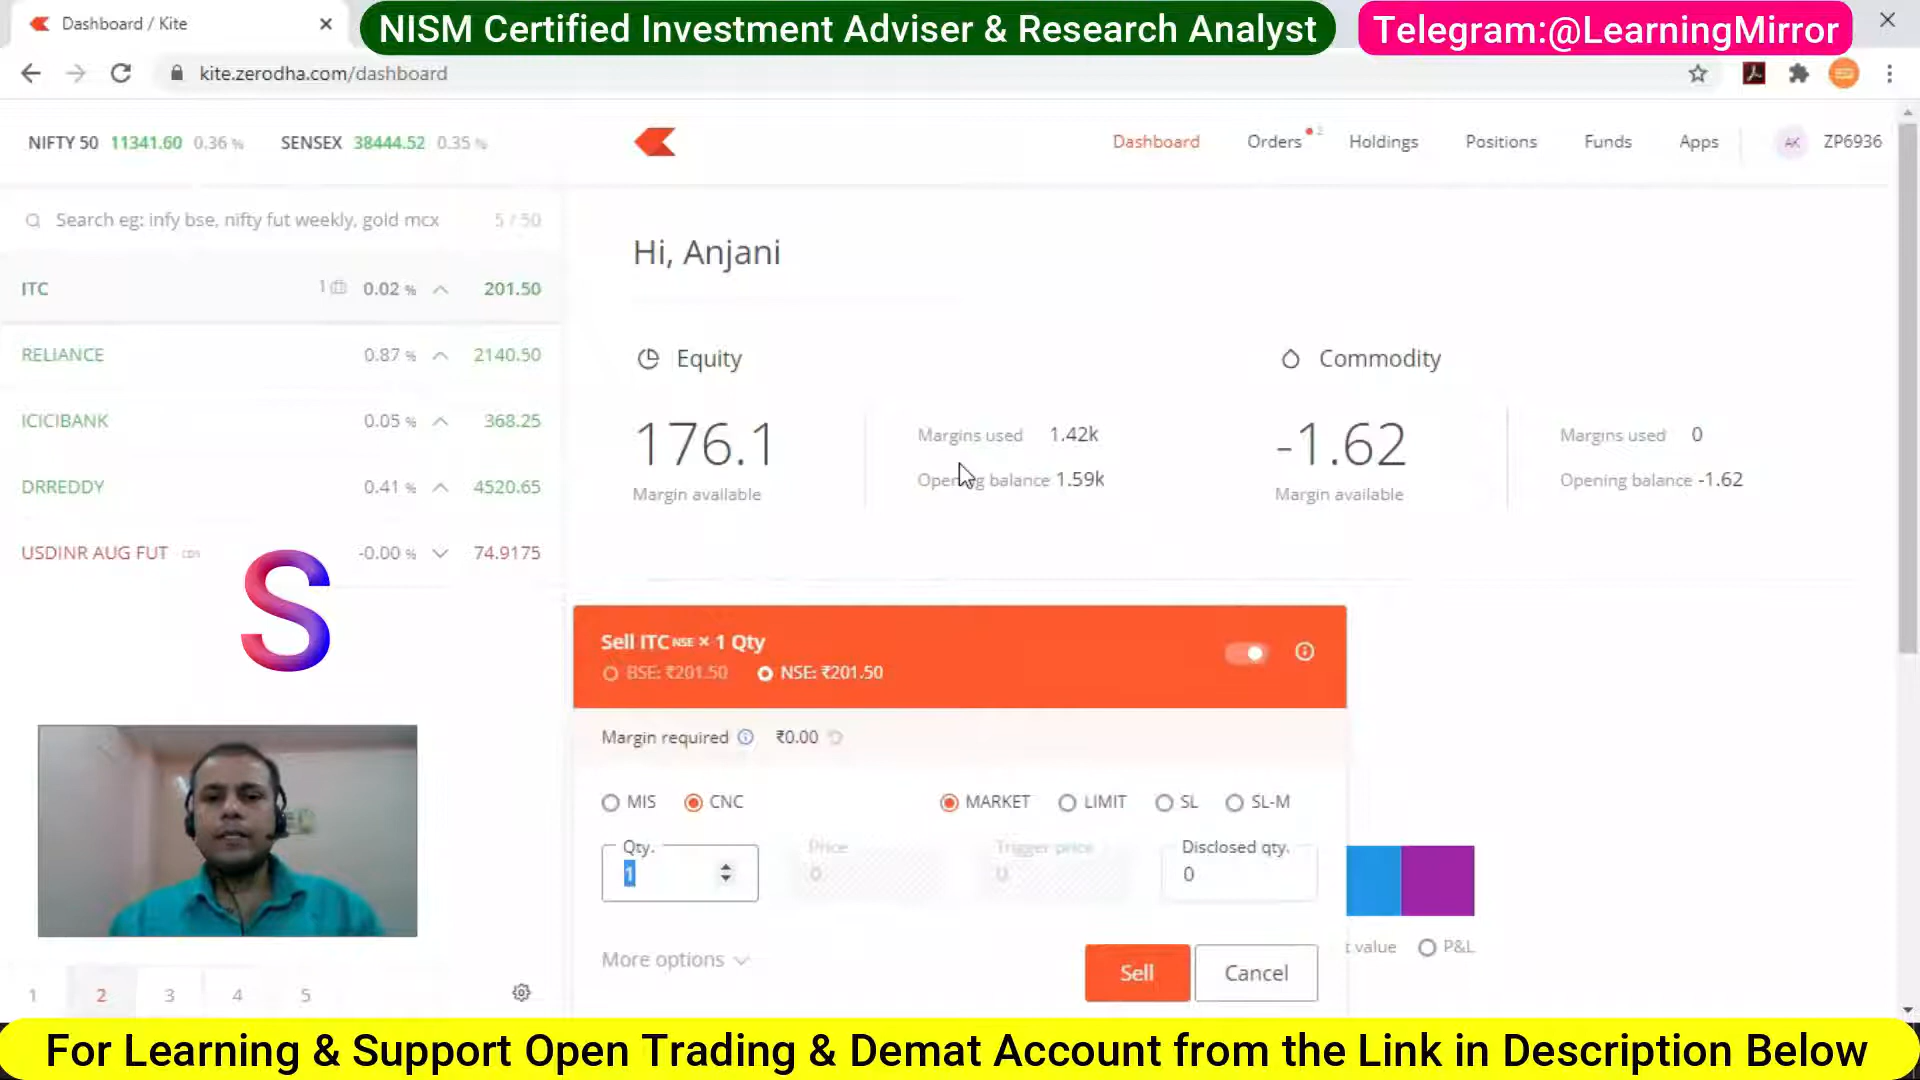 Dashboard / Kite
NISM Certified Investment Adviser & Research Analyst
Telegram:@LearningMirror
kite.zerodha.com/dashboard
NIFTY 50 11341.60 0.36 %
SENSEX 38444.52 0.35 %
Dashboard
Orders 2
Holdings
Positions
Funds
Apps
AK
ZP6936
Search eg: infy bse, nifty fut weekly, gold mcx
5 / 50
ITC 1 0.02 % 201.50
RELIANCE 0.87 % 2140.50
ICICIBANK 0.05 % 368.25
DRREDDY 0.41 % 4520.65
USDINR AUG FUT CDS -0.00 % 74.9175
Hi, Anjani
Equity
176.1
Margin available
Margins used 1.42k
Opening balance 1.59k
Commodity
-1.62
Margin available
Margins used 0
Opening balance -1.62
S
Sell ITC NSE × 1 Qty
BSE: ₹201.50 NSE: ₹201.50
Margin required ₹0.00
MIS CNC MARKET LIMIT SL SL-M
Qty. Price Trigger price Disclosed qty.
1 0 0 0
More options
Sell
Cancel
t value P&L
1 2 3 4 5
For Learning & Support Open Trading & Demat Account from the Link in Description Below